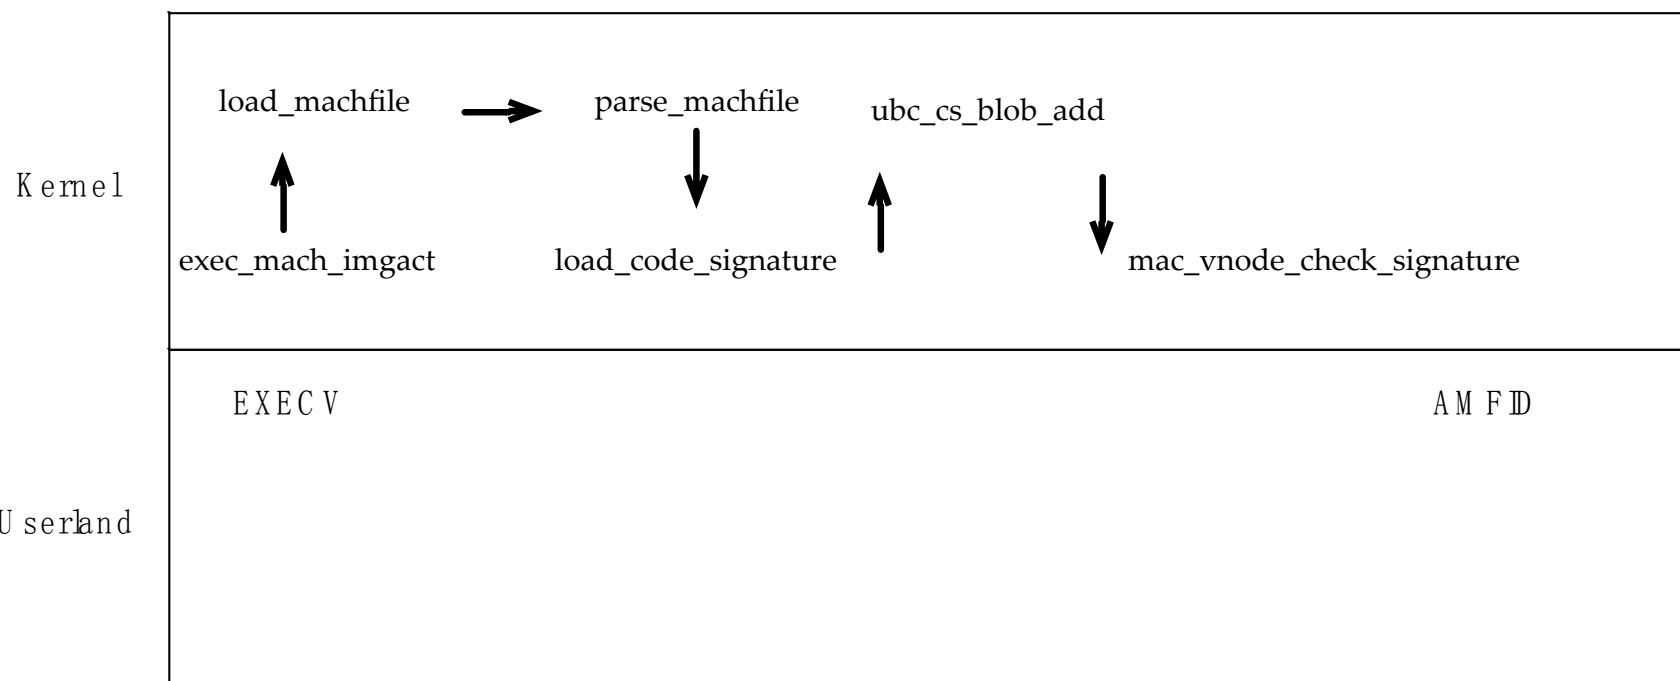 load_machfile
parse_machfile
ubc_cs_blob_add
Kernel
exec_mach_imgact
load_code_signature
mac_vnode_check_signature
EXECV
AMFID
Userland